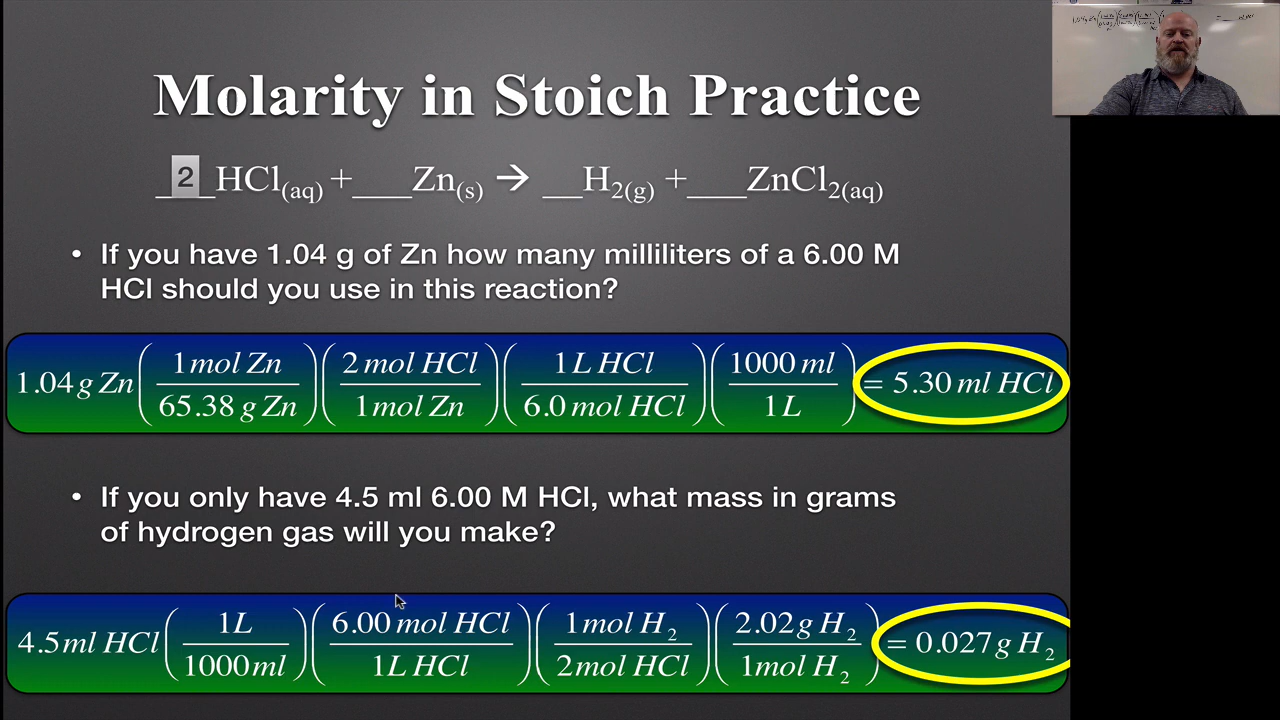 Molarity in Stoich Practice
_2_HCl(aq) +___Zn(s) → __H2(g) +___ZnCl2(aq)
• If you have 1.04 g of Zn how many milliliters of a 6.00 M
HCl should you use in this reaction?
1.04 g Zn (1 mol Zn / 65.38 g Zn) (2 mol HCl / 1 mol Zn) (1 L HCl / 6.0 mol HCl) (1000 ml / 1 L) = 5.30 ml HCl
• If you only have 4.5 ml 6.00 M HCl, what mass in grams
of hydrogen gas will you make?
4.5 ml HCl (1 L / 1000 ml) (6.00 mol HCl / 1 L HCl) (1 mol H2 / 2 mol HCl) (2.02 g H2 / 1 mol H2) = 0.027 g H2